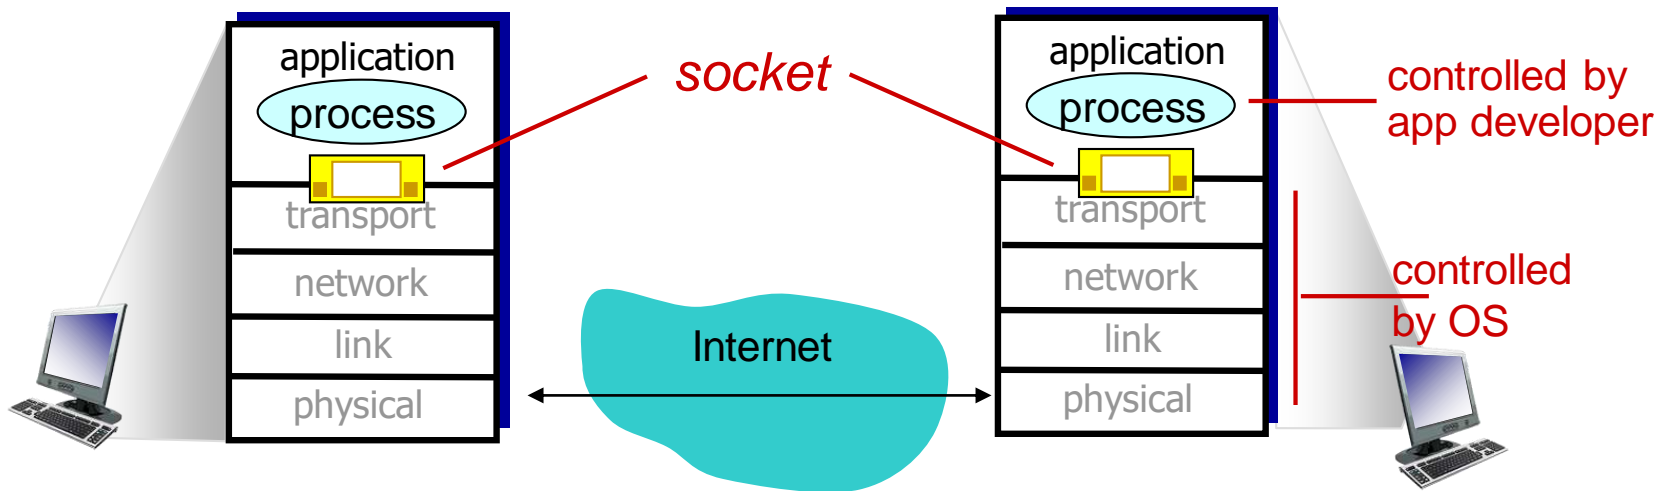 application
process
transport
network
link
physical
socket
Internet
application
process
transport
network
link
physical
controlled by
app developer
controlled
by OS